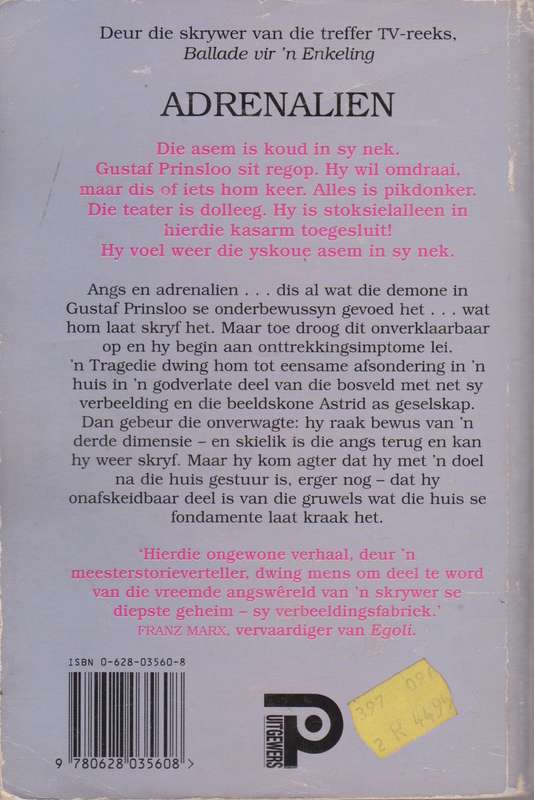 Deur die skrywer van die treffer TV-reeks,
Ballade vir 'n Enkeling
ADRENALIEN
Die asem is koud in sy nek.
Gustaf Prinsloo sit regop. Hy wil omdraai,
maar dis of iets hom keer. Alles is pikdonker.
Die teater is dolleeg. Hy is stoksielalleen in
hierdie kasarm toegesluit!
Hy voel weer die yskoue asem in sy nek.
Angs en adrenalien . . . dis al wat die demone in
Gustaf Prinsloo se onderbewussyn gevoed het . . . wat
hom laat skryf het. Maar toe droog dit onverklaarbaar
op en hy begin aan onttrekkingsimptome lei.
'n Tragedie dwing hom tot eensame afsondering in 'n
huis in 'n godverlate deel van die bosveld met net sy
verbeelding en die beeldskone Astrid as geselskap.
Dan gebeur die onverwagte: hy raak bewus van 'n
derde dimensie – en skielik is die angs terug en kan
hy weer skryf. Maar hy kom agter dat hy met 'n doel
na die huis gestuur is, erger nog – dat hy
onafskeidbaar deel is van die gruwels wat die huis se
fondamente laat kraak het.
'Hierdie ongewone verhaal, deur 'n
meesterstorieverteller, dwing mens om deel te word
van die vreemde angswêreld van 'n skrywer se
diepste geheim – sy verbeeldingsfabriek.'
FRANZ MARX, vervaardiger van Egoli.
ISBN 0-628-03560-8
9 780628 035608
UITGEWERS
397
2 R 4495